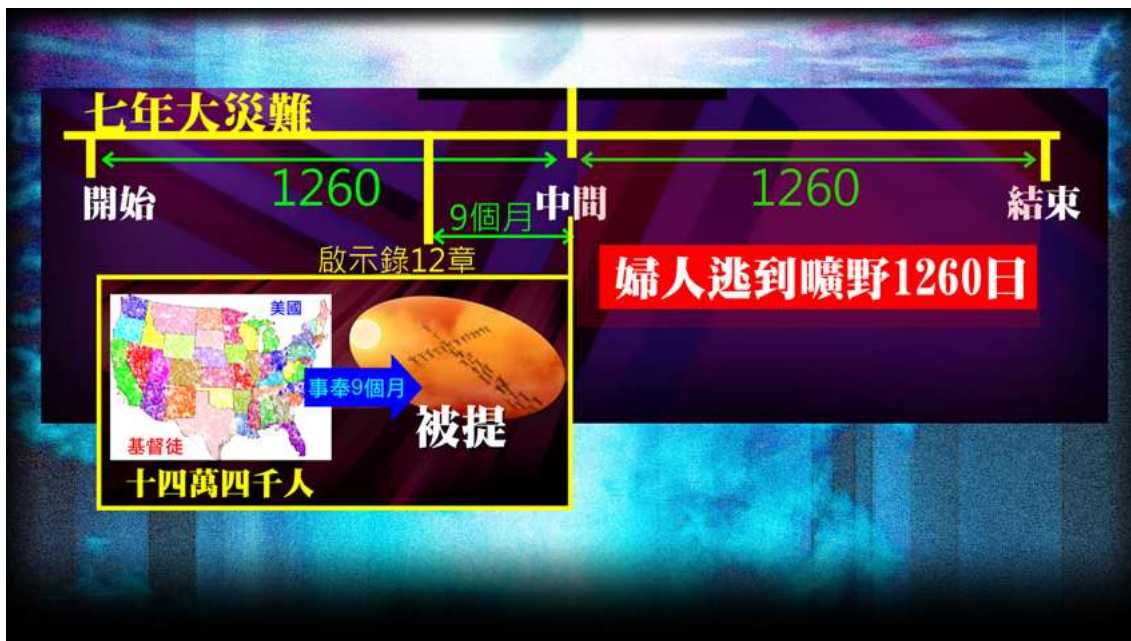 七年大災難
1260
1260
開始
9個月
中間
結束
啟示錄12章
婦人逃到曠野1260日
美國
事奉9個月
被提
基督徒
十四萬四千人